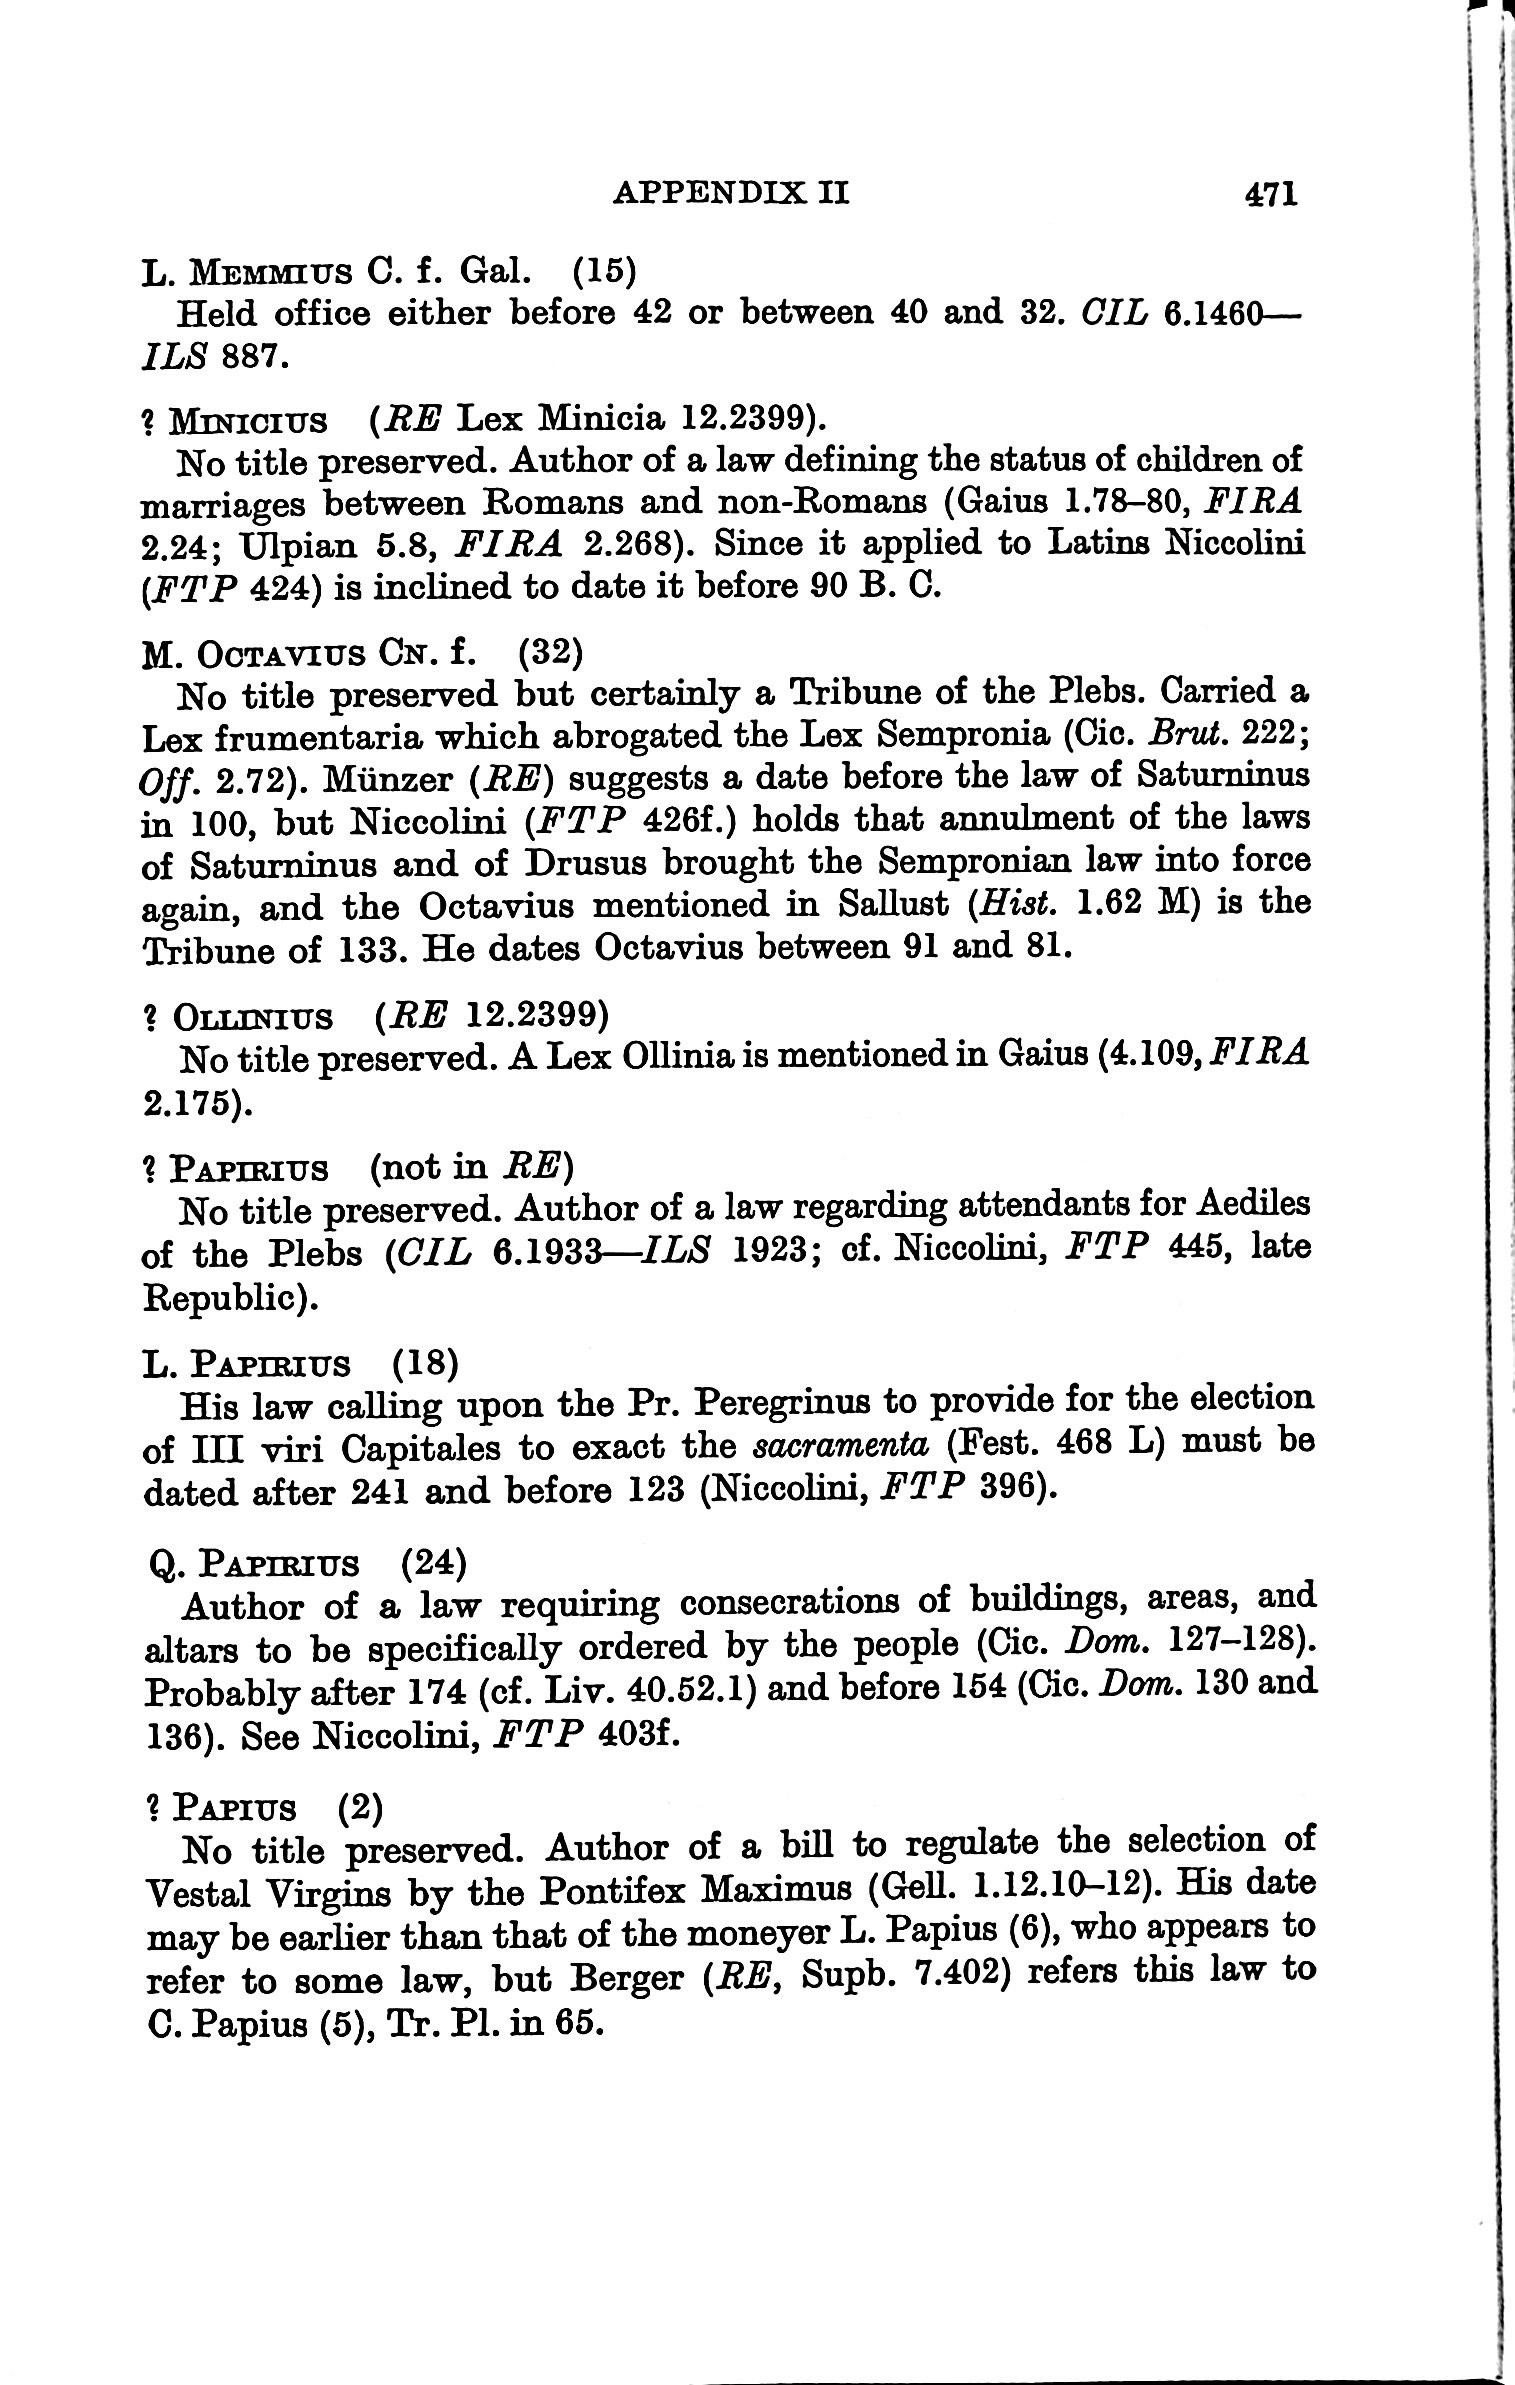 APPENDIX II 471
L. MEMMIUS C. f. Gal. (15)
Held office either before 42 or between 40 and 32. CIL 6.1460—
ILS 887.
? MINICIUS (RE Lex Minicia 12.2399).
No title preserved. Author of a law defining the status of children of
marriages between Romans and non-Romans (Gaius 1.78–80, FIRA
2.24; Ulpian 5.8, FIRA 2.268). Since it applied to Latins Niccolini
(FTP 424) is inclined to date it before 90 B. C.
M. OCTAVIUS CN. f. (32)
No title preserved but certainly a Tribune of the Plebs. Carried a
Lex frumentaria which abrogated the Lex Sempronia (Cic. Brut. 222;
Off. 2.72). Münzer (RE) suggests a date before the law of Saturninus
in 100, but Niccolini (FTP 426f.) holds that annulment of the laws
of Saturninus and of Drusus brought the Sempronian law into force
again, and the Octavius mentioned in Sallust (Hist. 1.62 M) is the
Tribune of 133. He dates Octavius between 91 and 81.
? OLLINIUS (RE 12.2399)
No title preserved. A Lex Ollinia is mentioned in Gaius (4.109, FIRA
2.175).
? PAPIRIUS (not in RE)
No title preserved. Author of a law regarding attendants for Aediles
of the Plebs (CIL 6.1933—ILS 1923; cf. Niccolini, FTP 445, late
Republic).
L. PAPIRIUS (18)
His law calling upon the Pr. Peregrinus to provide for the election
of III viri Capitales to exact the sacramenta (Fest. 468 L) must be
dated after 241 and before 123 (Niccolini, FTP 396).
Q. PAPIRIUS (24)
Author of a law requiring consecrations of buildings, areas, and
altars to be specifically ordered by the people (Cic. Dom. 127–128).
Probably after 174 (cf. Liv. 40.52.1) and before 154 (Cic. Dom. 130 and
136). See Niccolini, FTP 403f.
? PAPIUS (2)
No title preserved. Author of a bill to regulate the selection of
Vestal Virgins by the Pontifex Maximus (Gell. 1.12.10–12). His date
may be earlier than that of the moneyer L. Papius (6), who appears to
refer to some law, but Berger (RE, Supb. 7.402) refers this law to
C. Papius (5), Tr. Pl. in 65.